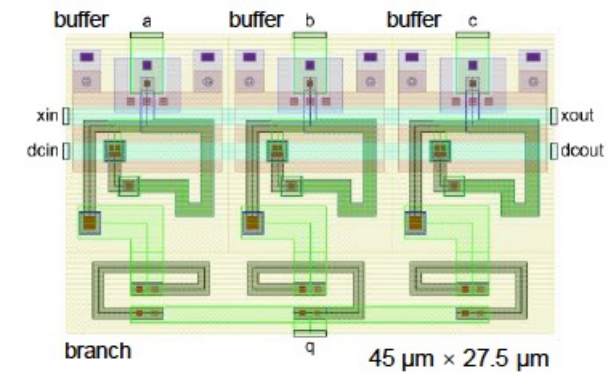 buffer a buffer b buffer c
xin xout
dcin dcout
branch q 45 μm × 27.5 μm